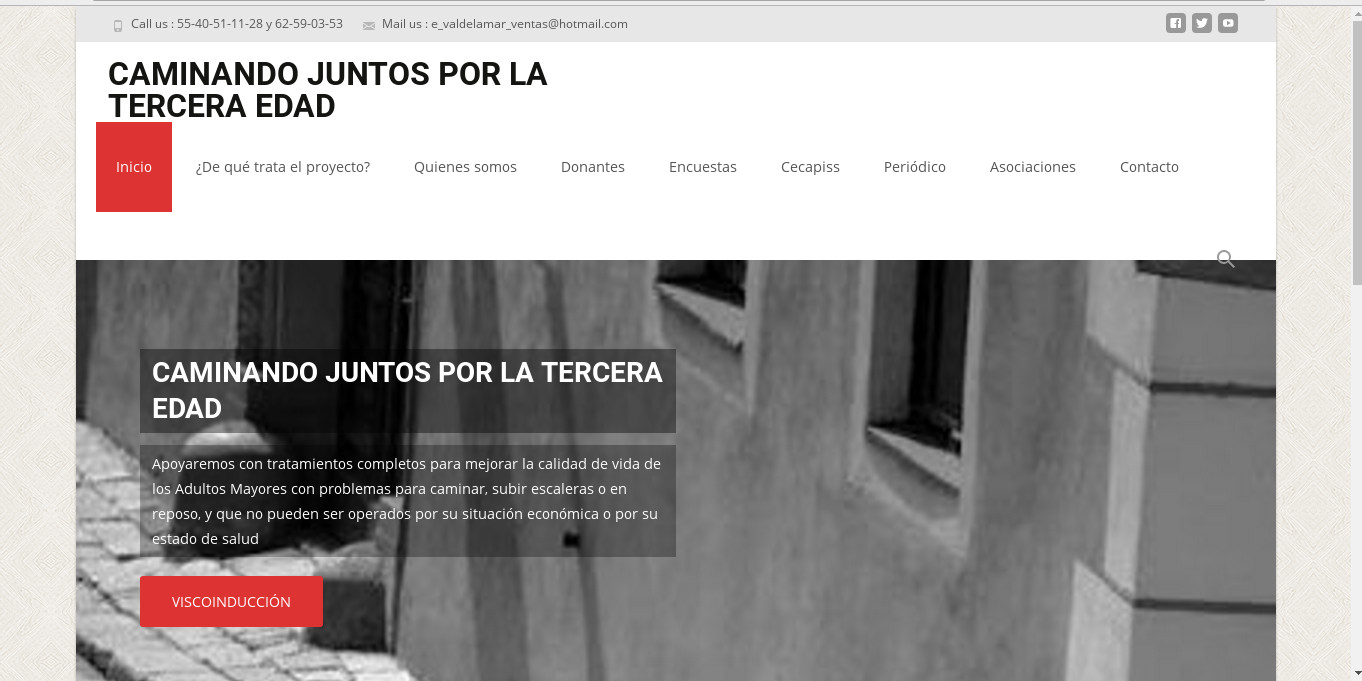 Call us : 55-40-51-11-28 y 62-59-03-53 Mail us : e_valdelamar_ventas@hotmail.com
CAMINANDO JUNTOS POR LA
TERCERA EDAD
Inicio ¿De qué trata el proyecto? Quienes somos Donantes Encuestas Cecapiss Periódico Asociaciones Contacto
CAMINANDO JUNTOS POR LA TERCERA
EDAD
Apoyaremos con tratamientos completos para mejorar la calidad de vida de
los Adultos Mayores con problemas para caminar, subir escaleras o en
reposo, y que no pueden ser operados por su situación económica o por su
estado de salud
VISCOINDUCCIÓN